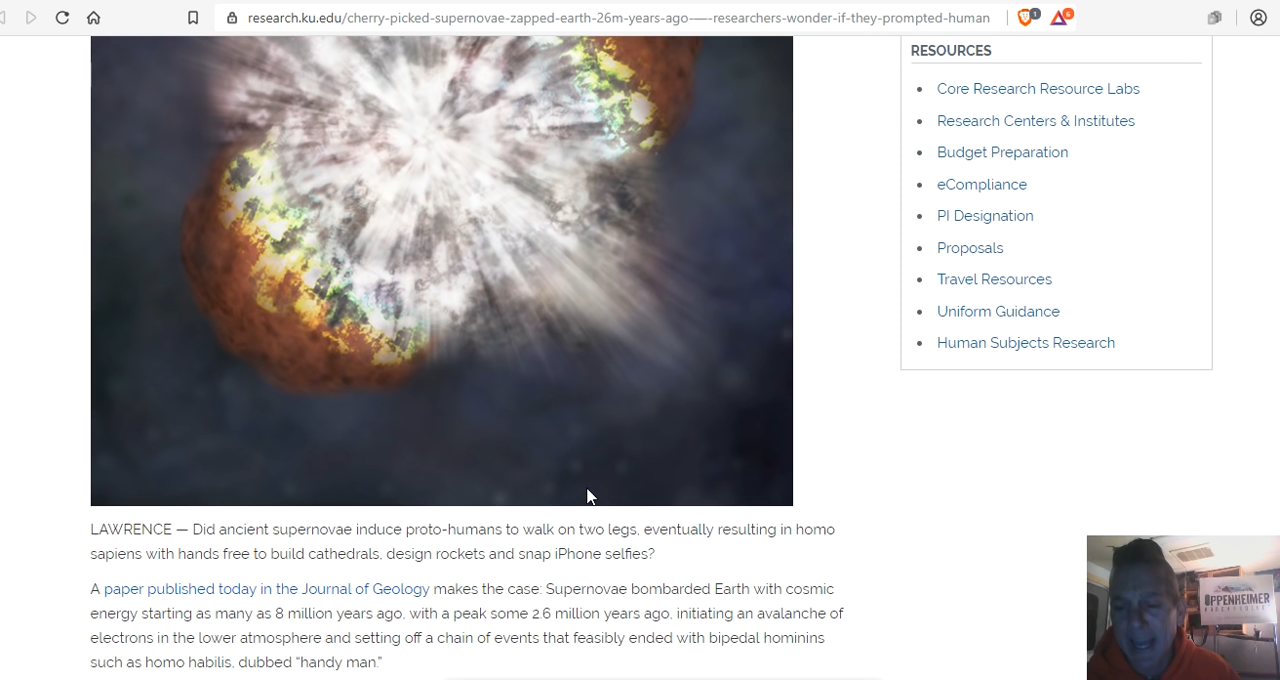 research.ku.edu/cherry-picked-supernovae-zapped-earth-26m-years-ago-—-researchers-wonder-if-they-prompted-human
1
6
RESOURCES
Core Research Resource Labs
Research Centers & Institutes
Budget Preparation
eCompliance
PI Designation
Proposals
Travel Resources
Uniform Guidance
Human Subjects Research
LAWRENCE — Did ancient supernovae induce proto-humans to walk on two legs, eventually resulting in homo
sapiens with hands free to build cathedrals, design rockets and snap iPhone selfies?
A paper published today in the Journal of Geology makes the case: Supernovae bombarded Earth with cosmic
energy starting as many as 8 million years ago, with a peak some 2.6 million years ago, initiating an avalanche of
electrons in the lower atmosphere and setting off a chain of events that feasibly ended with bipedal hominins
such as homo habilis, dubbed “handy man.”
OPPENHEIMER